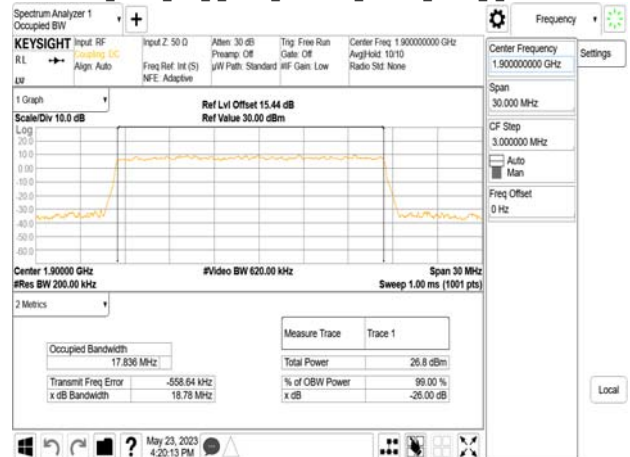 Spectrum Analyzer 1
Occupied BW
Frequency
KEYSIGHT
Input: RF
Coupling: DC
Align: Auto
Input Z: 50 Ω
Freq Ref: Int (S)
NFE: Adaptive
Atten: 30 dB
Preamp: Off
µW Path: Standard
Trig: Free Run
Gate: Off
#IF Gain: Low
Center Freq: 1.900000000 GHz
Avg|Hold: 10/10
Radio Std: None
RL
LXI
Center Frequency
1.900000000 GHz
Settings
Span
30.000 MHz
CF Step
3.000000 MHz
Auto
Man
Freq Offset
0 Hz
Local
1 Graph
Scale/Div 10.0 dB
Ref Lvl Offset 15.44 dB
Ref Value 30.00 dBm
Log
20.0
10.0
0.00
-10.0
-20.0
-30.0
-40.0
-50.0
-60.0
Center 1.90000 GHz
#Res BW 200.00 kHz
#Video BW 620.00 kHz
Span 30 MHz
Sweep 1.00 ms (1001 pts)
2 Metrics
Measure Trace Trace 1
Occupied Bandwidth
17.836 MHz
Total Power 26.8 dBm
Transmit Freq Error -558.64 kHz
% of OBW Power 99.00 %
x dB Bandwidth 18.78 MHz
x dB -26.00 dB
May 23, 2023
4:20:13 PM